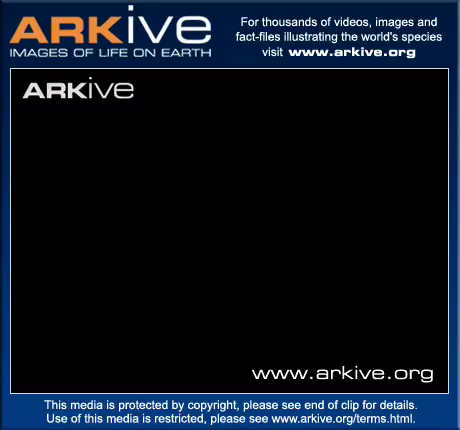 ARKive
IMAGES OF LIFE ON EARTH
For thousands of videos, images and
fact-files illustrating the world's species
visit www.arkive.org
ARKive
www.arkive.org
This media is protected by copyright, please see end of clip for details.
Use of this media is restricted, please see www.arkive.org/terms.html.